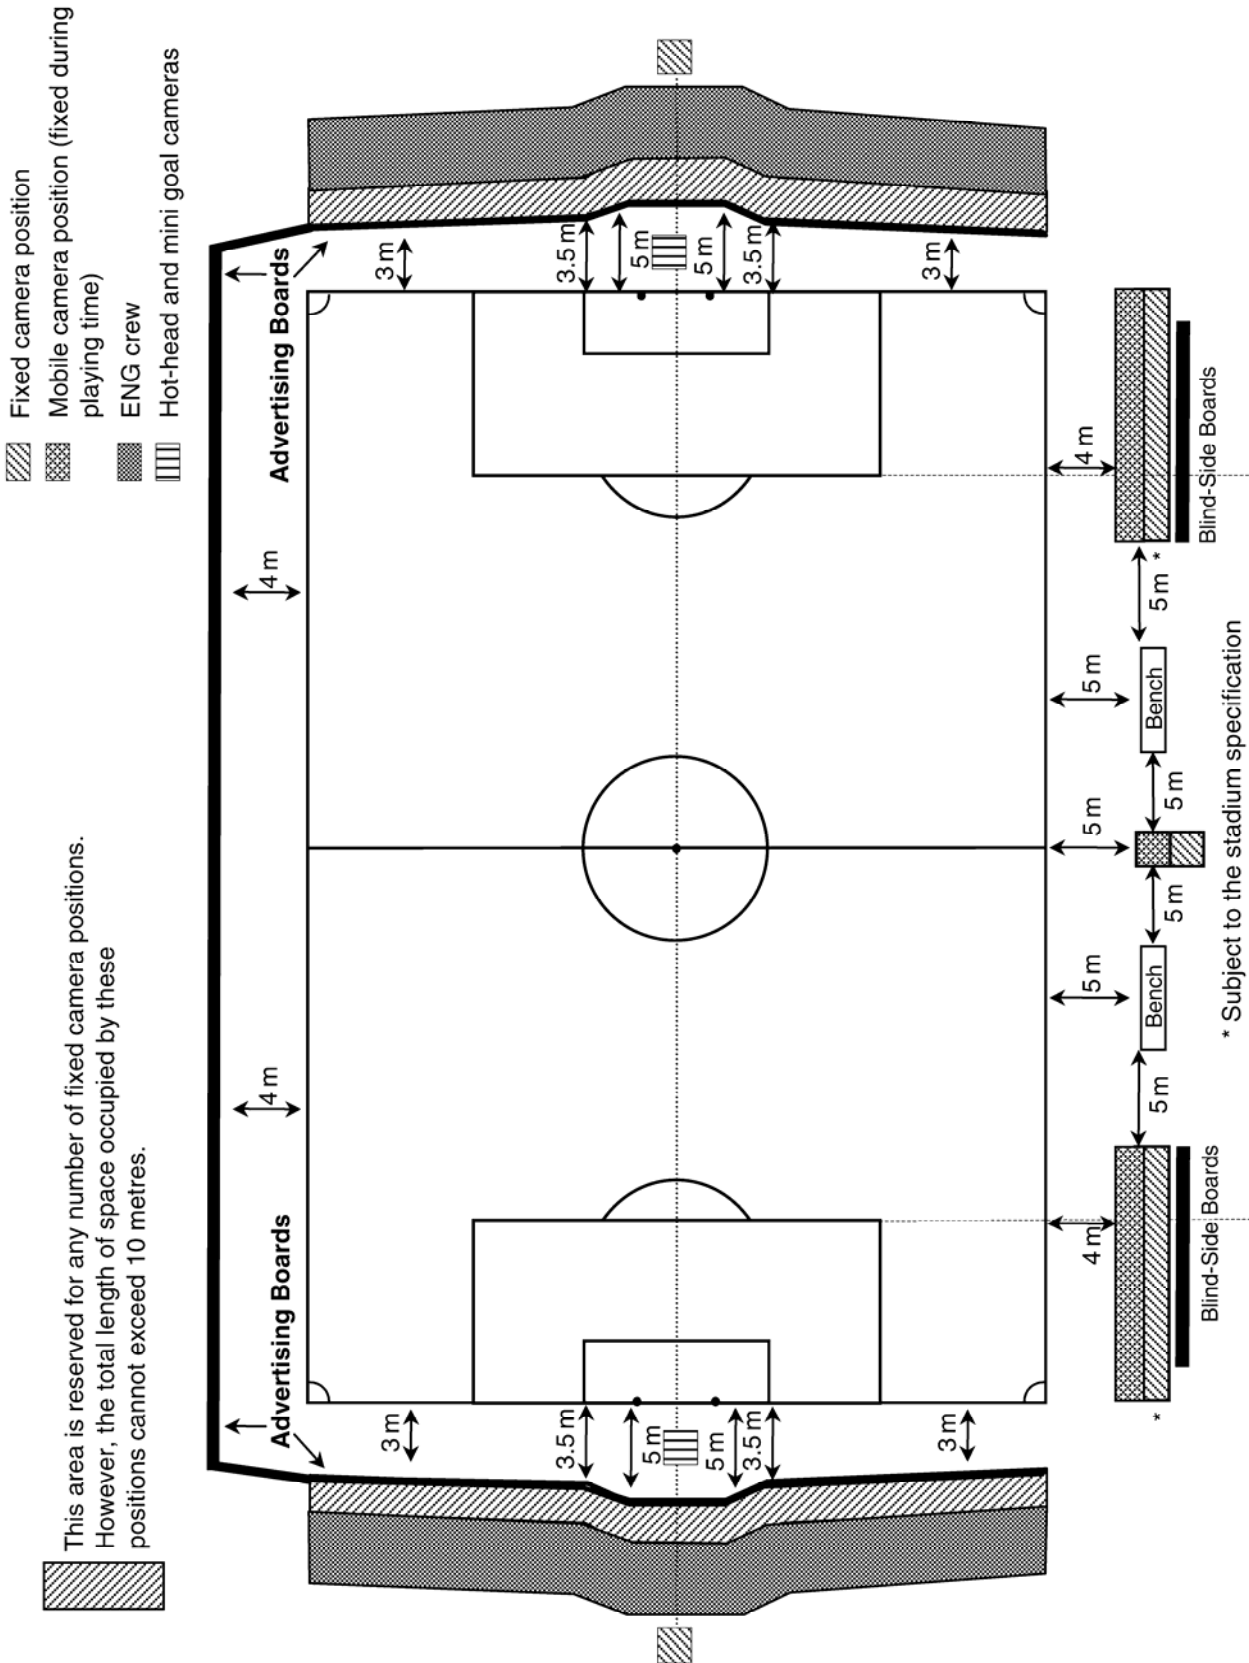 This area is reserved for any number of fixed camera positions.
However, the total length of space occupied by these
positions cannot exceed 10 metres.
Fixed camera position
Mobile camera position (fixed during
playing time)
ENG crew
Hot-head and mini goal cameras
4 m
4 m
Advertising Boards
Advertising Boards
3 m
3 m
3.5 m
3.5 m
5 m
5 m
5 m
5 m
3.5 m
3.5 m
3 m
3 m
4 m
5 m
5 m
5 m
4 m
*
5 m
Bench
5 m
5 m
Bench
5 m
*
Blind-Side Boards
Blind-Side Boards
* Subject to the stadium specification